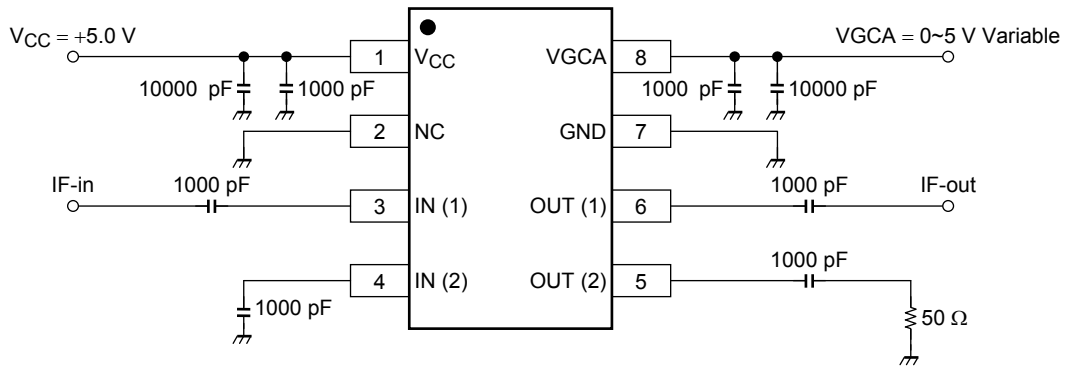 VCC = +5.0 V
VGCA = 0~5 V Variable
1
VCC
VGCA
8
10000 pF
1000 pF
1000 pF
10000 pF
2
NC
GND
7
IF-in
1000 pF
1000 pF
IF-out
3
IN (1)
OUT (1)
6
1000 pF
4
IN (2)
OUT (2)
5
1000 pF
50 Ω